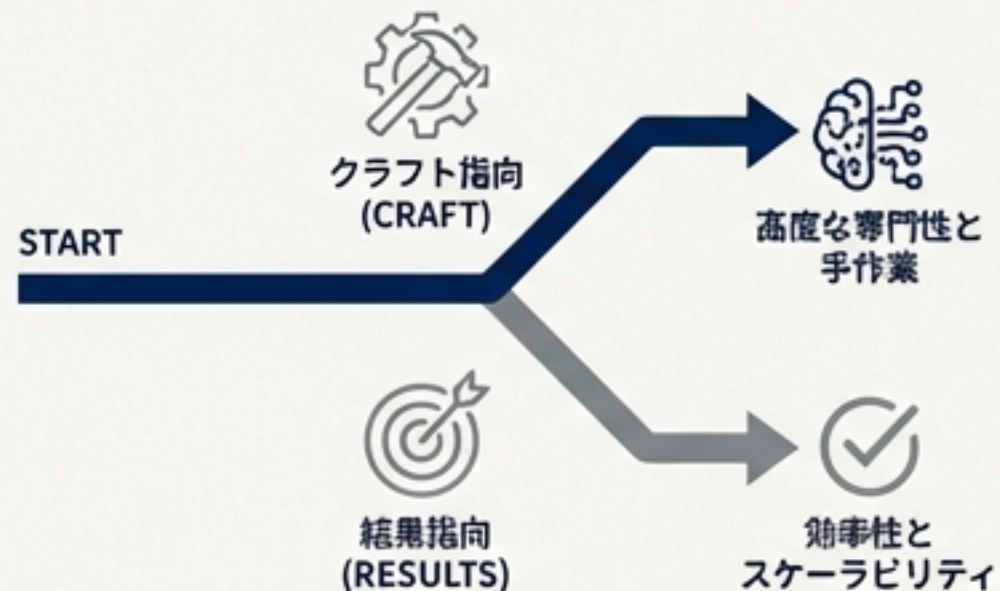 クラフト指向
(CRAFT)
START
高度な専門性と
手作業
結果指向
(RESULTS)
効率性と
スケーラビリティ